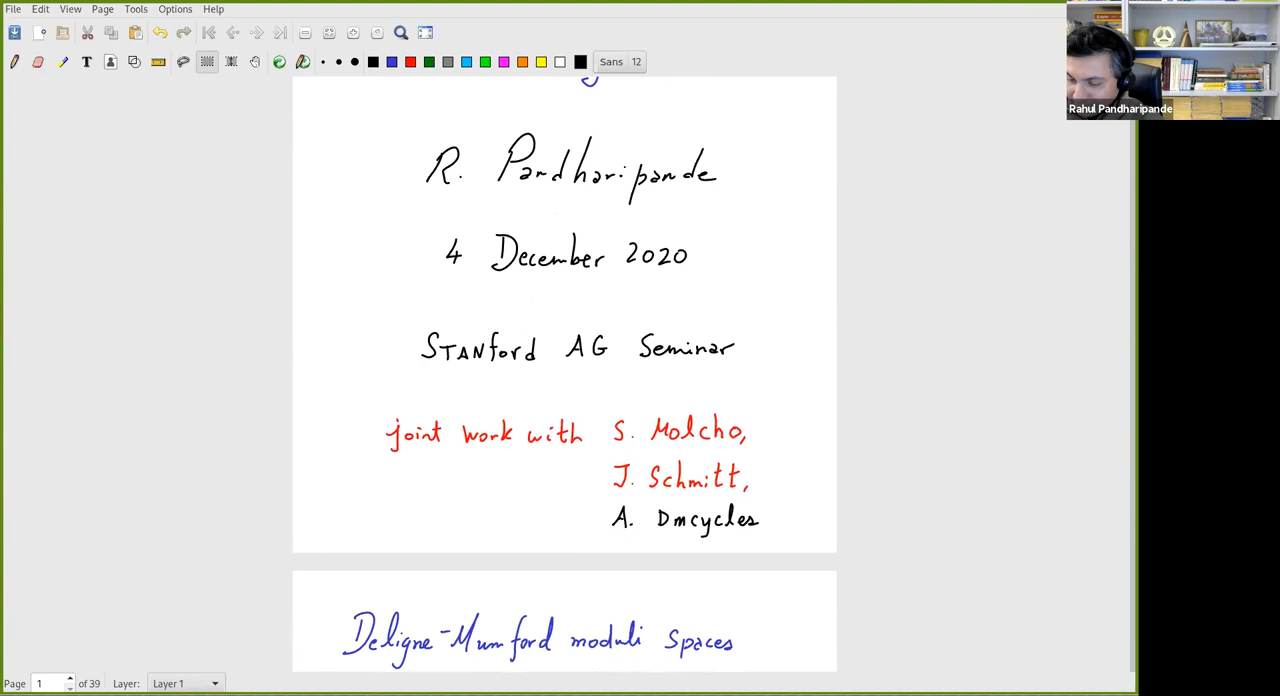 File Edit View Page Tools Options Help
Sans 12
Rahul Pandharipande
R. Pandharipande
4 December 2020
STANford AG Seminar
joint work with S. Molcho,
J. Schmitt,
A. Dmcycles
Deligne-Mumford moduli spaces
Page 1 of 39 Layer: Layer 1